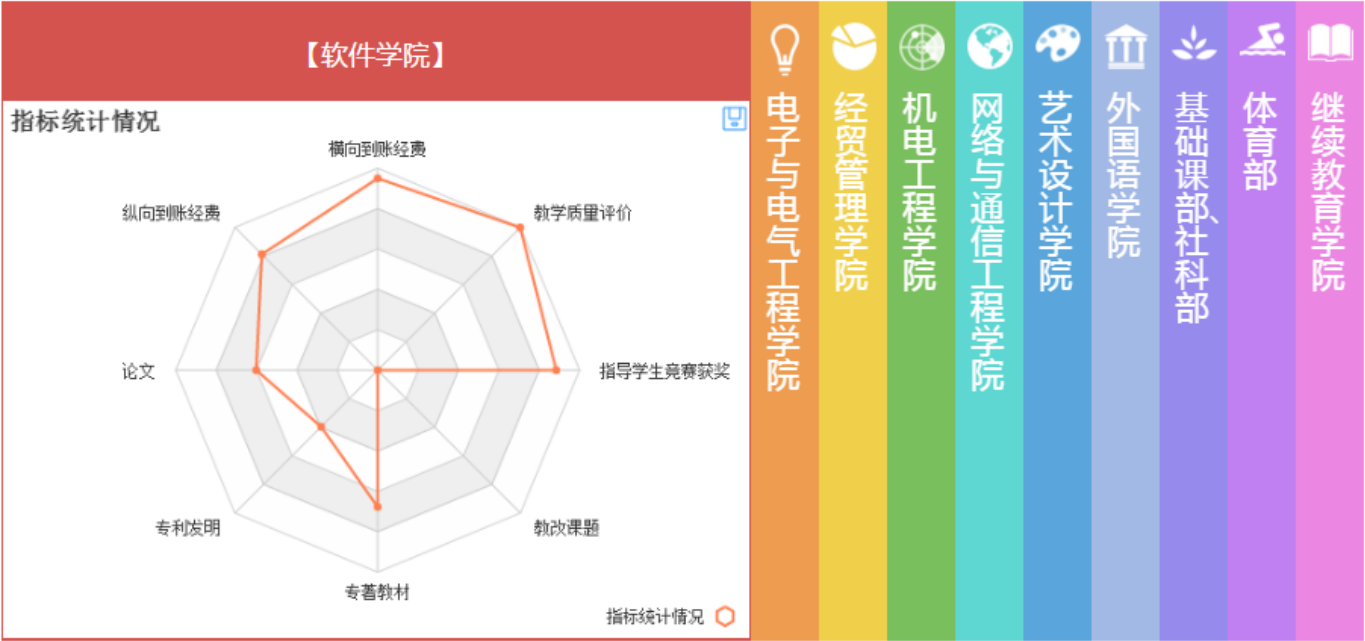 【软件学院】
指标统计情况
横向到账经费
纵向到账经费
教学质量评价
论文
指导学生竞赛获奖
专利发明
教改课题
专著教材
指标统计情况
电子与电气工程学院
经贸管理学院
机电工程学院
网络与通信工程学院
艺术设计学院
外国语学院
基础课部、社科部
体育部
继续教育学院